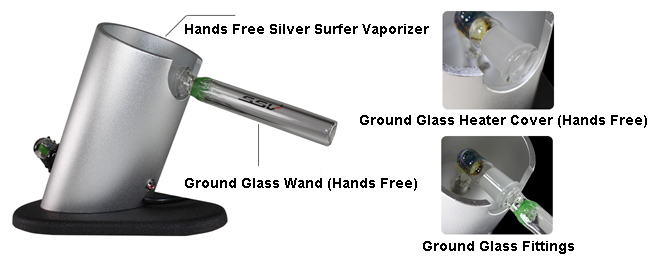 Hands Free Silver Surfer Vaporizer
SSV
Ground Glass Heater Cover (Hands Free)
Ground Glass Wand (Hands Free)
Ground Glass Fittings